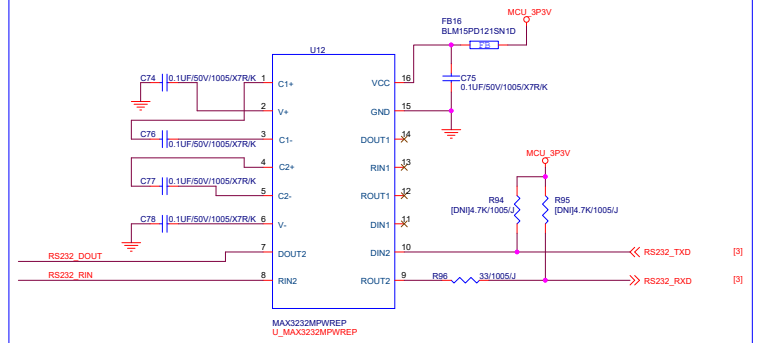 FB16
BLM15PD121SN1D
MCU_3P3V
FB
U12
C74
0.1UF/50V/1005/X7R/K
1
C1+
VCC
16
C75
0.1UF/50V/1005/X7R/K
2
V+
GND
15
C76
0.1UF/50V/1005/X7R/K
3
C1-
DOUT1
14
4
C2+
RIN1
13
MCU_3P3V
C77
0.1UF/50V/1005/X7R/K
5
C2-
ROUT1
12
R94
[DNI]4.7K/1005/J
R95
[DNI]4.7K/1005/J
C78
0.1UF/50V/1005/X7R/K
6
V-
DIN1
11
RS232_DOUT
7
DOUT2
DIN2
10
RS232_TXD
[3]
RS232_RIN
8
RIN2
ROUT2
9
R96
33/1005/J
RS232_RXD
[3]
MAX3232MPWREP
U_MAX3232MPWREP